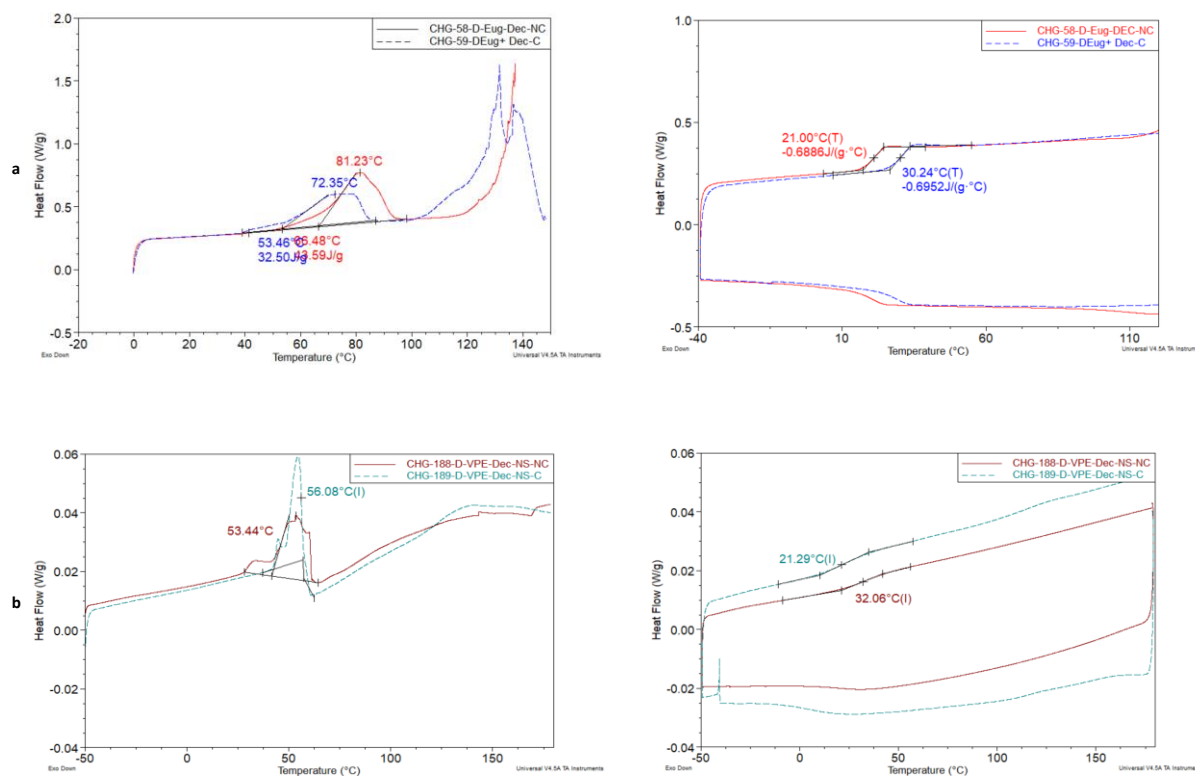 2.0
CHG-58-D-Eug-Dec-NC
CHG-59-DEug+ Dec-C
1.5
1.0
0.5
0.0
-0.5
Heat Flow (W/g)
81.23°C
72.35°C
53.46°C
32.50J/g
66.48°C
43.59J/g
-20 0 20 40 60 80 100 120 140
Exo Down
Temperature (°C)
Universal V4.5A TA Instruments
a
1.0
CHG-58-D-Eug-DEC-NC
CHG-59-DEug+ Dec-C
0.5
0.0
-0.5
Heat Flow (W/g)
21.00°C(T)
-0.6886J/(g·°C)
30.24°C(T)
-0.6952J/(g·°C)
-40 10 60 110
Exo Down
Temperature (°C)
Universal V4.5A TA Instrume
0.06
CHG-188-D-VPE-Dec-NS-NC
CHG-189-D-VPE-Dec-NS-C
0.04
0.02
0.00
-0.02
-0.04
Heat Flow (W/g)
56.08°C(I)
53.44°C
-50 0 50 100 150
Exo Down
Temperature (°C)
Universal V4.5A TA Instruments
b
0.06
CHG-188-D-VPE-Dec-NS-NC
CHG-189-D-VPE-Dec-NS-C
0.04
0.02
0.00
-0.02
-0.04
Heat Flow (W/g)
21.29°C(I)
32.06°C(I)
-50 0 50 100 150
Exo Down
Temperature (°C)
Universal V4.5A TA Instruments